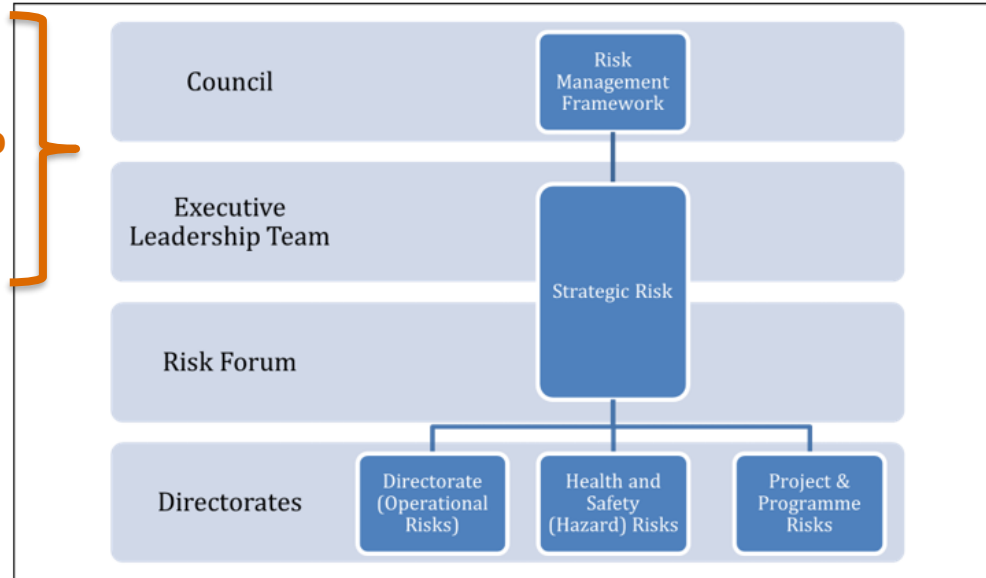 Council
Risk
Management
Framework
Executive
Leadership Team
Strategic Risk
Risk Forum
Directorates
Directorate
(Operational
Risks)
Health and
Safety
(Hazard) Risks
Project &
Programme
Risks